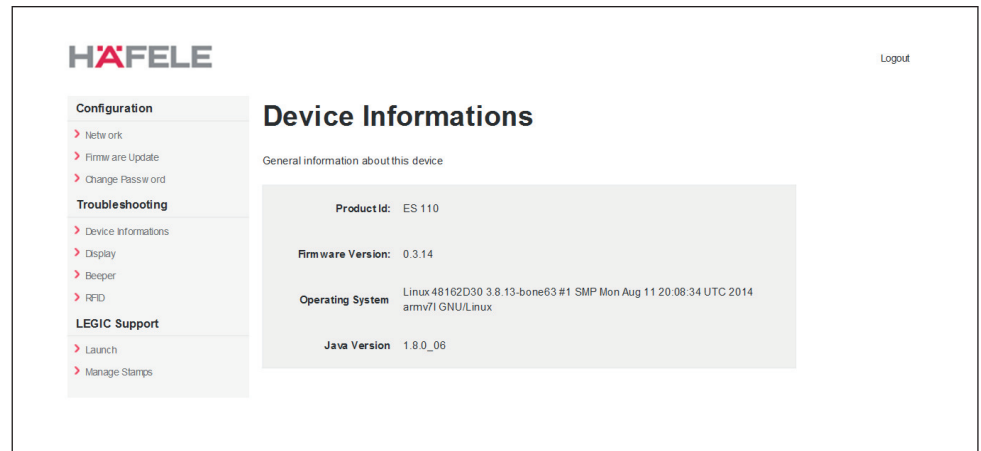 HÄFELE
Logout
Configuration
Network
Firmware Update
Change Password
Troubleshooting
Device Informations
Display
Beeper
RFID
LEGIC Support
Launch
Manage Stamps
Device Informations
General information about this device
Product Id: ES 110
Firmware Version: 0.3.14
Operating System Linux 48162D30 3.8.13-bone63 #1 SMP Mon Aug 11 20:08:34 UTC 2014
armv7l GNU/Linux
Java Version 1.8.0_06